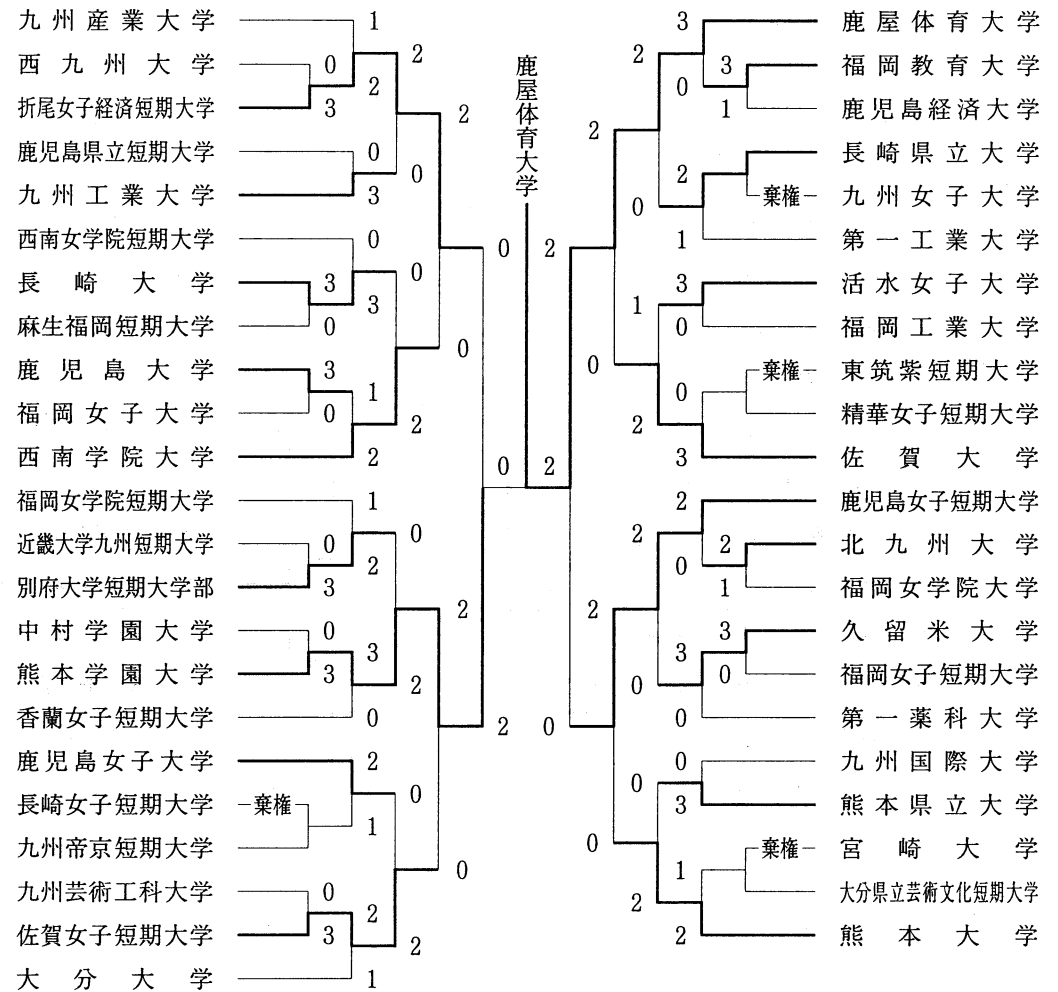 九州産業大学
西九州大学
折尾女子経済短期大学
鹿児島県立短期大学
九州工業大学
西南女学院短期大学
長崎大学
麻生福岡短期大学
鹿児島大学
福岡女子大学
西南学院大学
福岡女学院短期大学
近畿大学九州短期大学
別府大学短期大学部
中村学園大学
熊本学園大学
香蘭女子短期大学
鹿児島女子大学
長崎女子短期大学 棄権
九州帝京短期大学
九州芸術工科大学
佐賀女子短期大学
大分大学
1
0
3
2
0
3
2
0
2
0
3
0
3
3
0
1
2
0
2
0
0
1
0
3
2
0
3
3
0
0
2
2
2
1
0
3
2
1
0
2
0
2
0
鹿屋体育大学
2
2
0
2
0
2
0
2
0
1
2
2
0
0
2
3
0
3
1
2
1
3
0
0
3
2
0
2
1
3
3
0
0
0
3
1
2
鹿屋体育大学
福岡教育大学
鹿児島経済大学
長崎県立大学
棄権 九州女子大学
第一工業大学
活水女子大学
福岡工業大学
棄権 東筑紫短期大学
精華女子短期大学
佐賀大学
鹿児島女子短期大学
北九州大学
福岡女学院大学
久留米大学
福岡女子短期大学
第一薬科大学
九州国際大学
熊本県立大学
棄権 宮崎大学
大分県立芸術文化短期大学
熊本大学